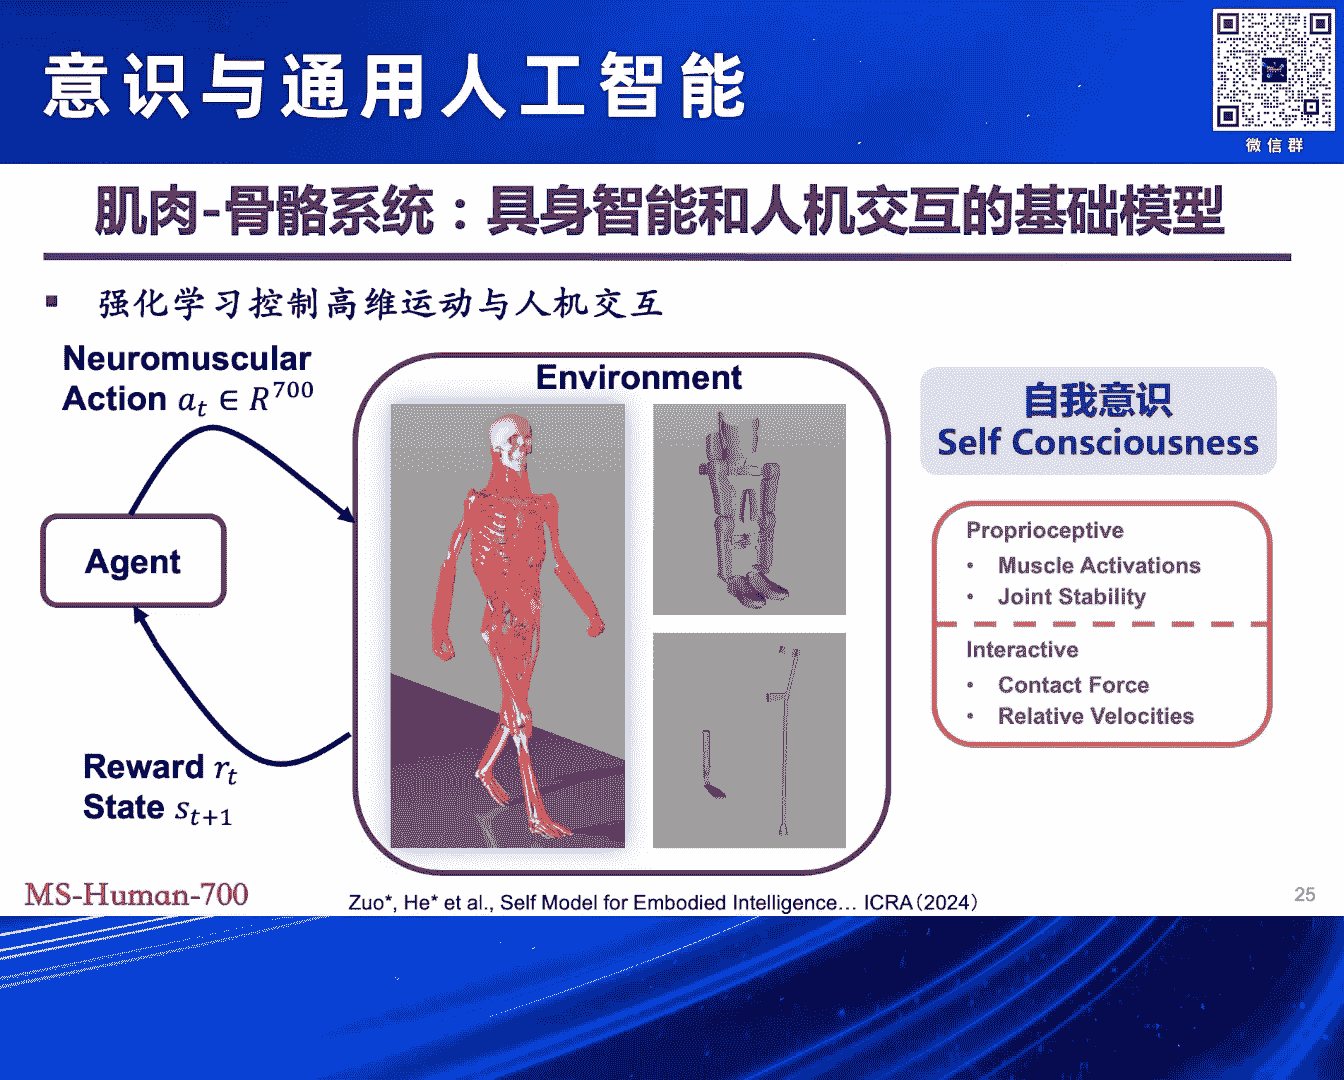 意识与通用人工智能
微信群
肌肉-骨骼系统：具身智能和人机交互的基础模型
▪ 强化学习控制高维运动与人机交互
Neuromuscular
Action $a_t \in R^{700}$
Agent
Reward $r_t$
State $s_{t+1}$
Environment
自我意识
Self Consciousness
Proprioceptive
• Muscle Activations
• Joint Stability
Interactive
• Contact Force
• Relative Velocities
MS-Human-700
Zuo*, He* et al., Self Model for Embodied Intelligence… ICRA（2024）
25